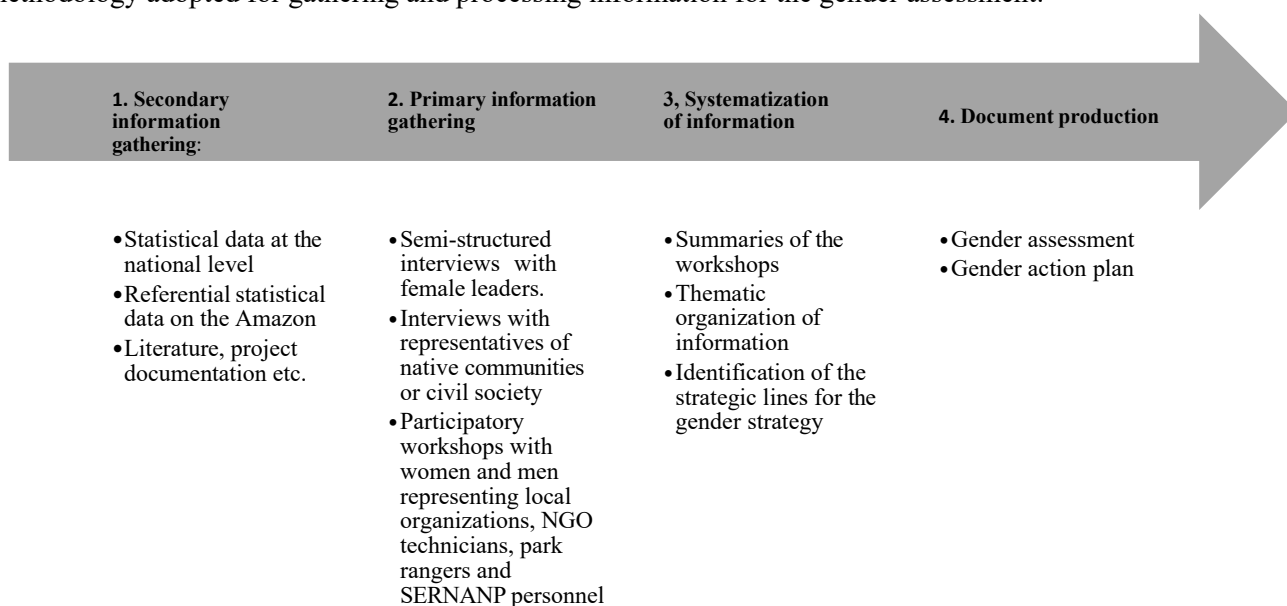 methodology adopted for gathering and processing information for the gender assessment.
1. Secondary
information
gathering:
2. Primary information
gathering
3, Systematization
of information
4. Document production
•Statistical data at the
national level
•Referential statistical
data on the Amazon
•Literature, project
documentation etc.
•Semi-structured
interviews with
female leaders.
•Interviews with
representatives of
native communities
or civil society
•Participatory
workshops with
women and men
representing local
organizations, NGO
technicians, park
rangers and
SERNANP personnel
•Summaries of the
workshops
•Thematic
organization of
information
•Identification of the
strategic lines for the
gender strategy
•Gender assessment
•Gender action plan